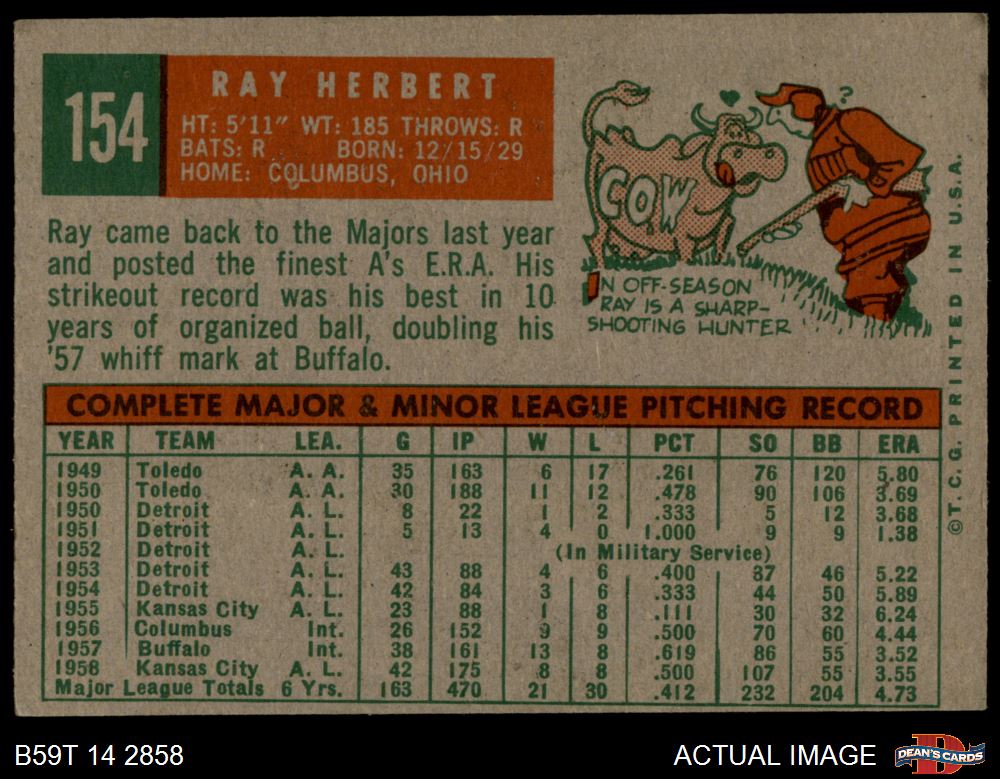 154
RAY HERBERT
HT: 5'11" WT: 185 THROWS: R
BATS: R BORN: 12/15/29
HOME: COLUMBUS, OHIO
Ray came back to the Majors last year
and posted the finest A's E.R.A. His
strikeout record was his best in 10
years of organized ball, doubling his
'57 whiff mark at Buffalo.
?
COW
IN OFF-SEASON
RAY IS A SHARP-
SHOOTING HUNTER
©T. C. G. PRINTED IN U.S.A.
COMPLETE MAJOR & MINOR LEAGUE PITCHING RECORD
YEAR TEAM LEA. G IP W L PCT SO BB ERA
1949 Toledo A. A. 35 163 6 17 .261 76 120 5.80
1950 Toledo A. A. 30 188 11 12 .478 90 106 3.69
1950 Detroit A. L. 8 22 1 2 .333 5 12 3.68
1951 Detroit A. L. 5 13 4 0 1.000 9 9 1.38
1952 Detroit A. L. (In Military Service)
1953 Detroit A. L. 43 88 4 6 .400 37 46 5.22
1954 Detroit A. L. 42 84 3 6 .333 44 50 5.89
1955 Kansas City A. L. 23 88 1 8 .111 30 32 6.24
1956 Columbus Int. 26 152 9 9 .500 70 60 4.44
1957 Buffalo Int. 38 161 13 8 .619 86 55 3.52
1958 Kansas City A. L. 42 175 8 8 .500 107 55 3.55
Major League Totals 6 Yrs. 163 470 21 30 .412 232 204 4.73
B59T 14 2858
ACTUAL IMAGE
DEAN'S CARDS